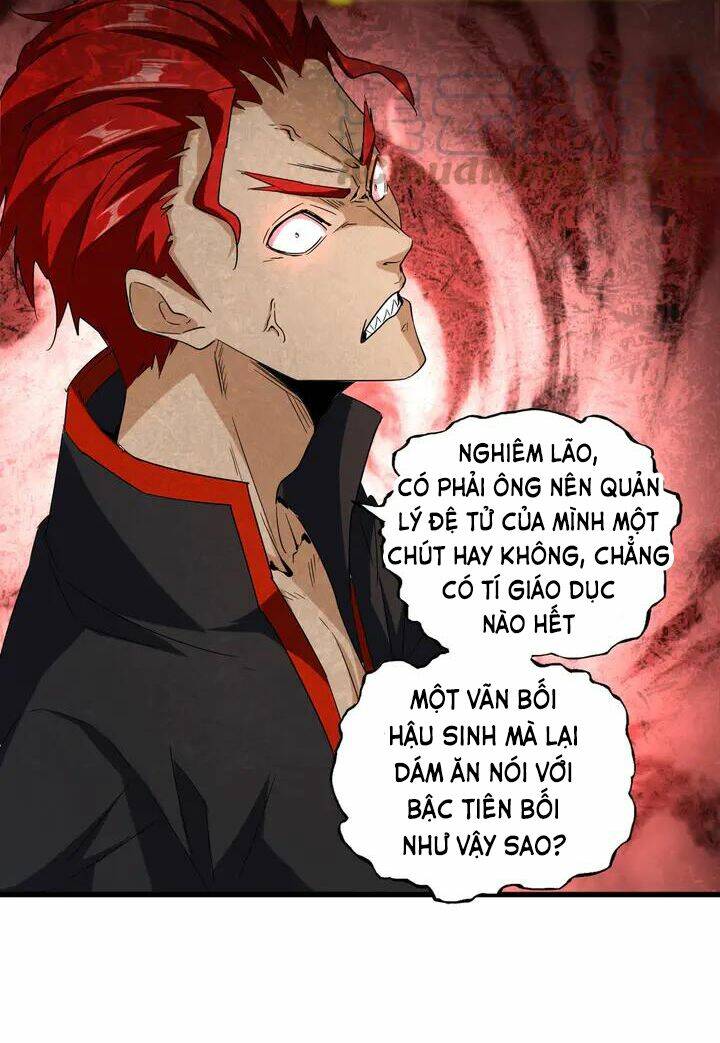 NGHIÊM LÃO,
CÓ PHẢI ÔNG NÊN QUẢN
LÝ ĐỆ TỬ CỦA MÌNH MỘT
CHÚT HAY KHÔNG, CHẲNG
CÓ TÍ GIÁO DỤC
NÀO HẾT
MỘT VÃN BỐI
HẬU SINH MÀ LẠI
DÁM ĂN NÓI VỚI
BẬC TIÊN BỐI
NHƯ VẬY SAO?